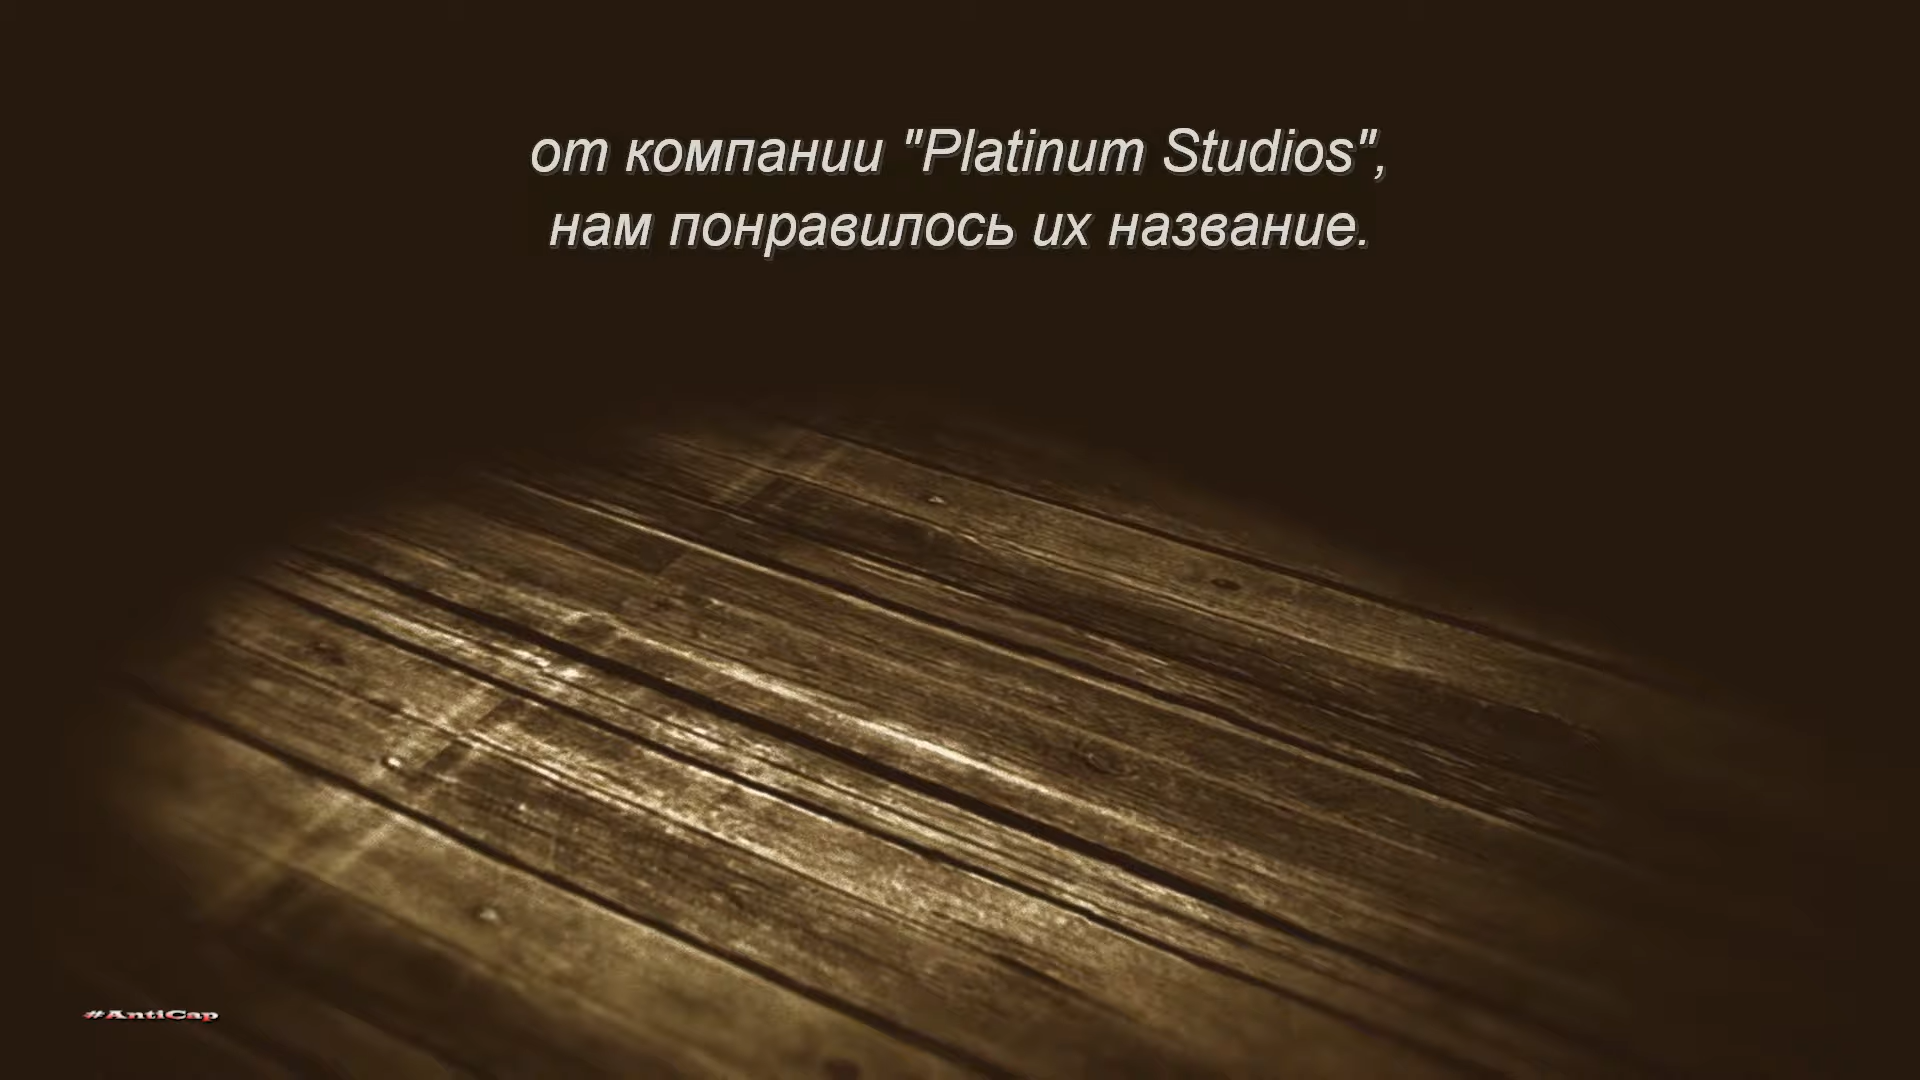 от компании "Platinum Studios",
нам понравилось их название.
#AntiCap